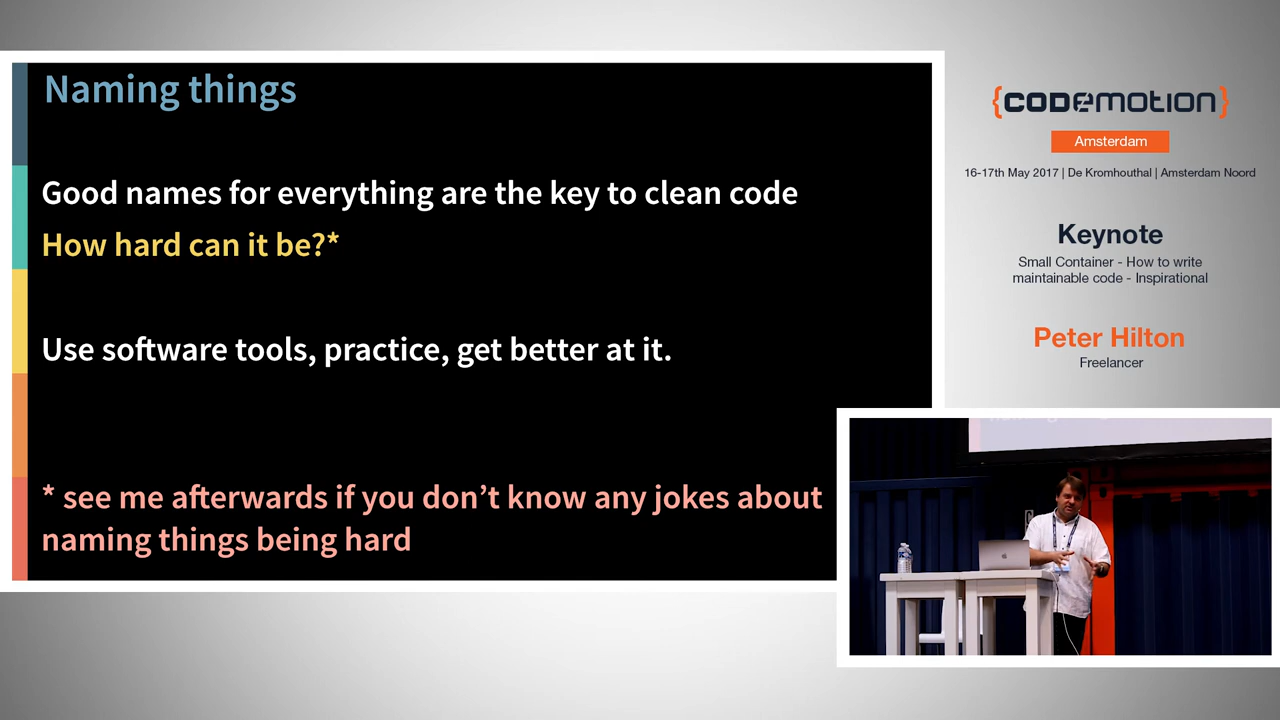 Naming things
Good names for everything are the key to clean code
How hard can it be?*
Use software tools, practice, get better at it.
* see me afterwards if you don’t know any jokes about
naming things being hard
{CODEMOTION}
Amsterdam
16-17th May 2017 | De Kromhouthal | Amsterdam Noord
Keynote
Small Container - How to write
maintainable code - Inspirational
Peter Hilton
Freelancer